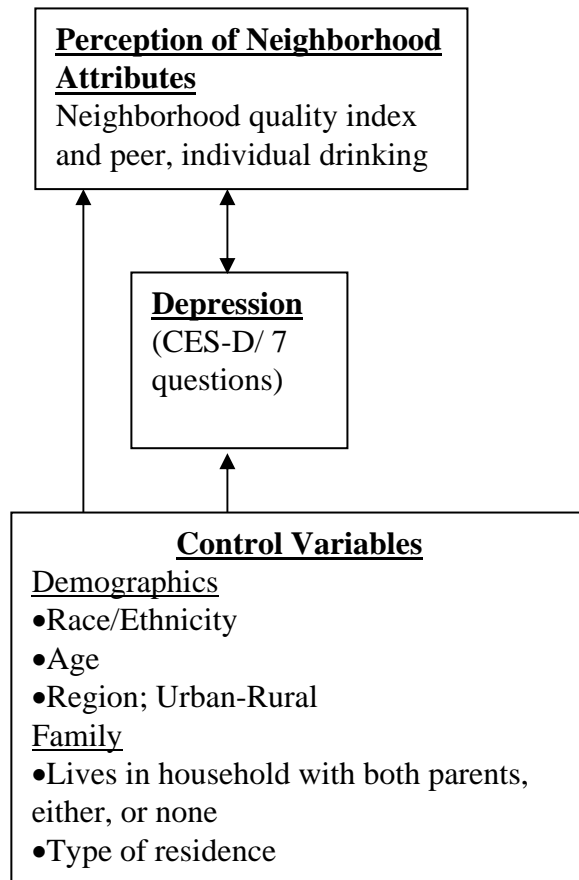 Perception of Neighborhood
Attributes
Neighborhood quality index
and peer, individual drinking
Depression
(CES-D/ 7
questions)
Control Variables
Demographics
•Race/Ethnicity
•Age
•Region; Urban-Rural
Family
•Lives in household with both parents,
either, or none
•Type of residence